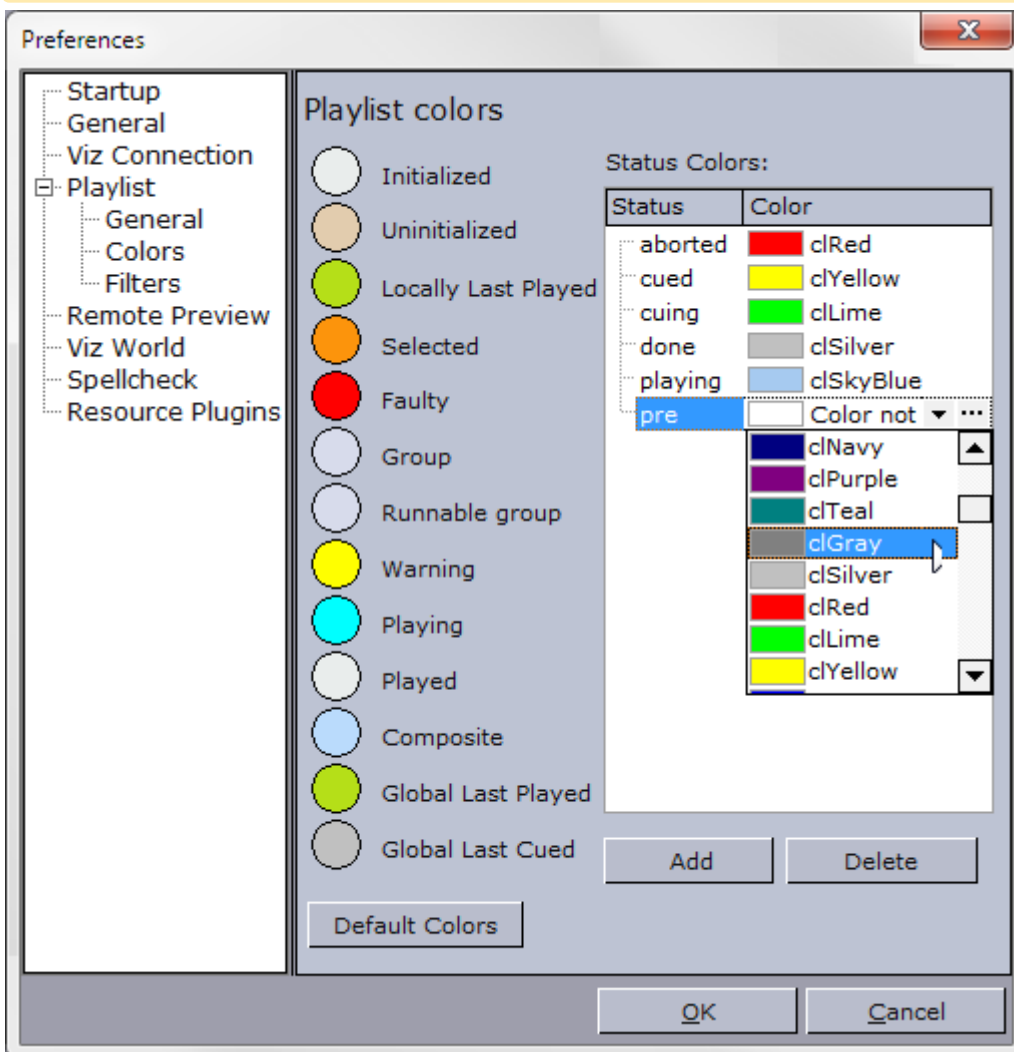 Preferences
Startup
General
Viz Connection
Playlist
General
Colors
Filters
Remote Preview
Viz World
Spellcheck
Resource Plugins
Playlist colors
Initialized
Uninitialized
Locally Last Played
Selected
Faulty
Group
Runnable group
Warning
Playing
Played
Composite
Global Last Played
Global Last Cued
Default Colors
Status Colors:
Status Color
aborted clRed
cued clYellow
cuing clLime
done clSilver
playing clSkyBlue
pre Color not
clNavy
clPurple
clTeal
clGray
clSilver
clRed
clLime
clYellow
Add Delete
OK Cancel